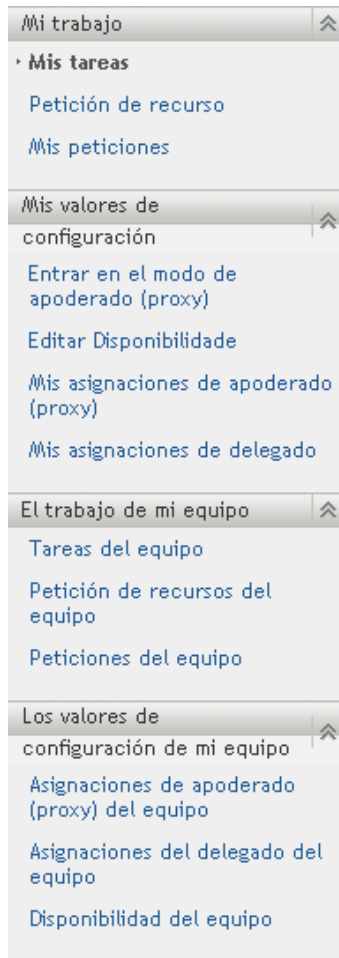 Mi trabajo
Mis tareas
Petición de recurso
Mis peticiones
Mis valores de
configuración
Entrar en el modo de
apoderado (proxy)
Editar Disponibilidade
Mis asignaciones de apoderado
(proxy)
Mis asignaciones de delegado
El trabajo de mi equipo
Tareas del equipo
Petición de recursos del
equipo
Peticiones del equipo
Los valores de
configuración de mi equipo
Asignaciones de apoderado
(proxy) del equipo
Asignaciones del delegado del
equipo
Disponibilidad del equipo